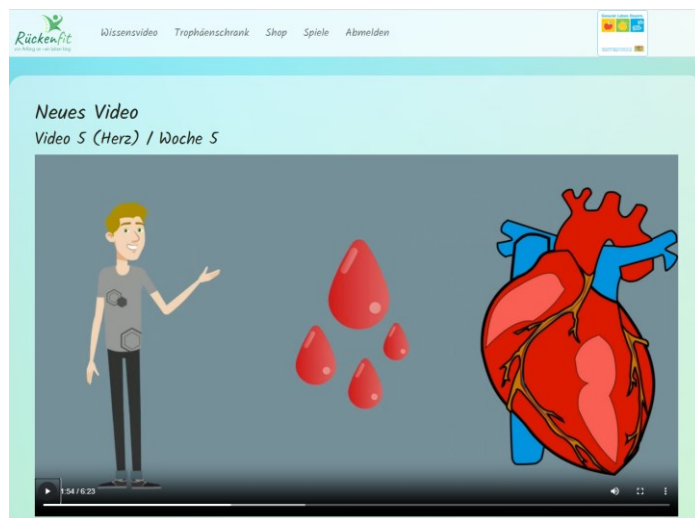 Rückenfit
Wissensvideo Trophäenschrank Shop Spiele Abmelden
Neues Video
Video 5 (Herz) / Woche 5
1:54 / 6:23